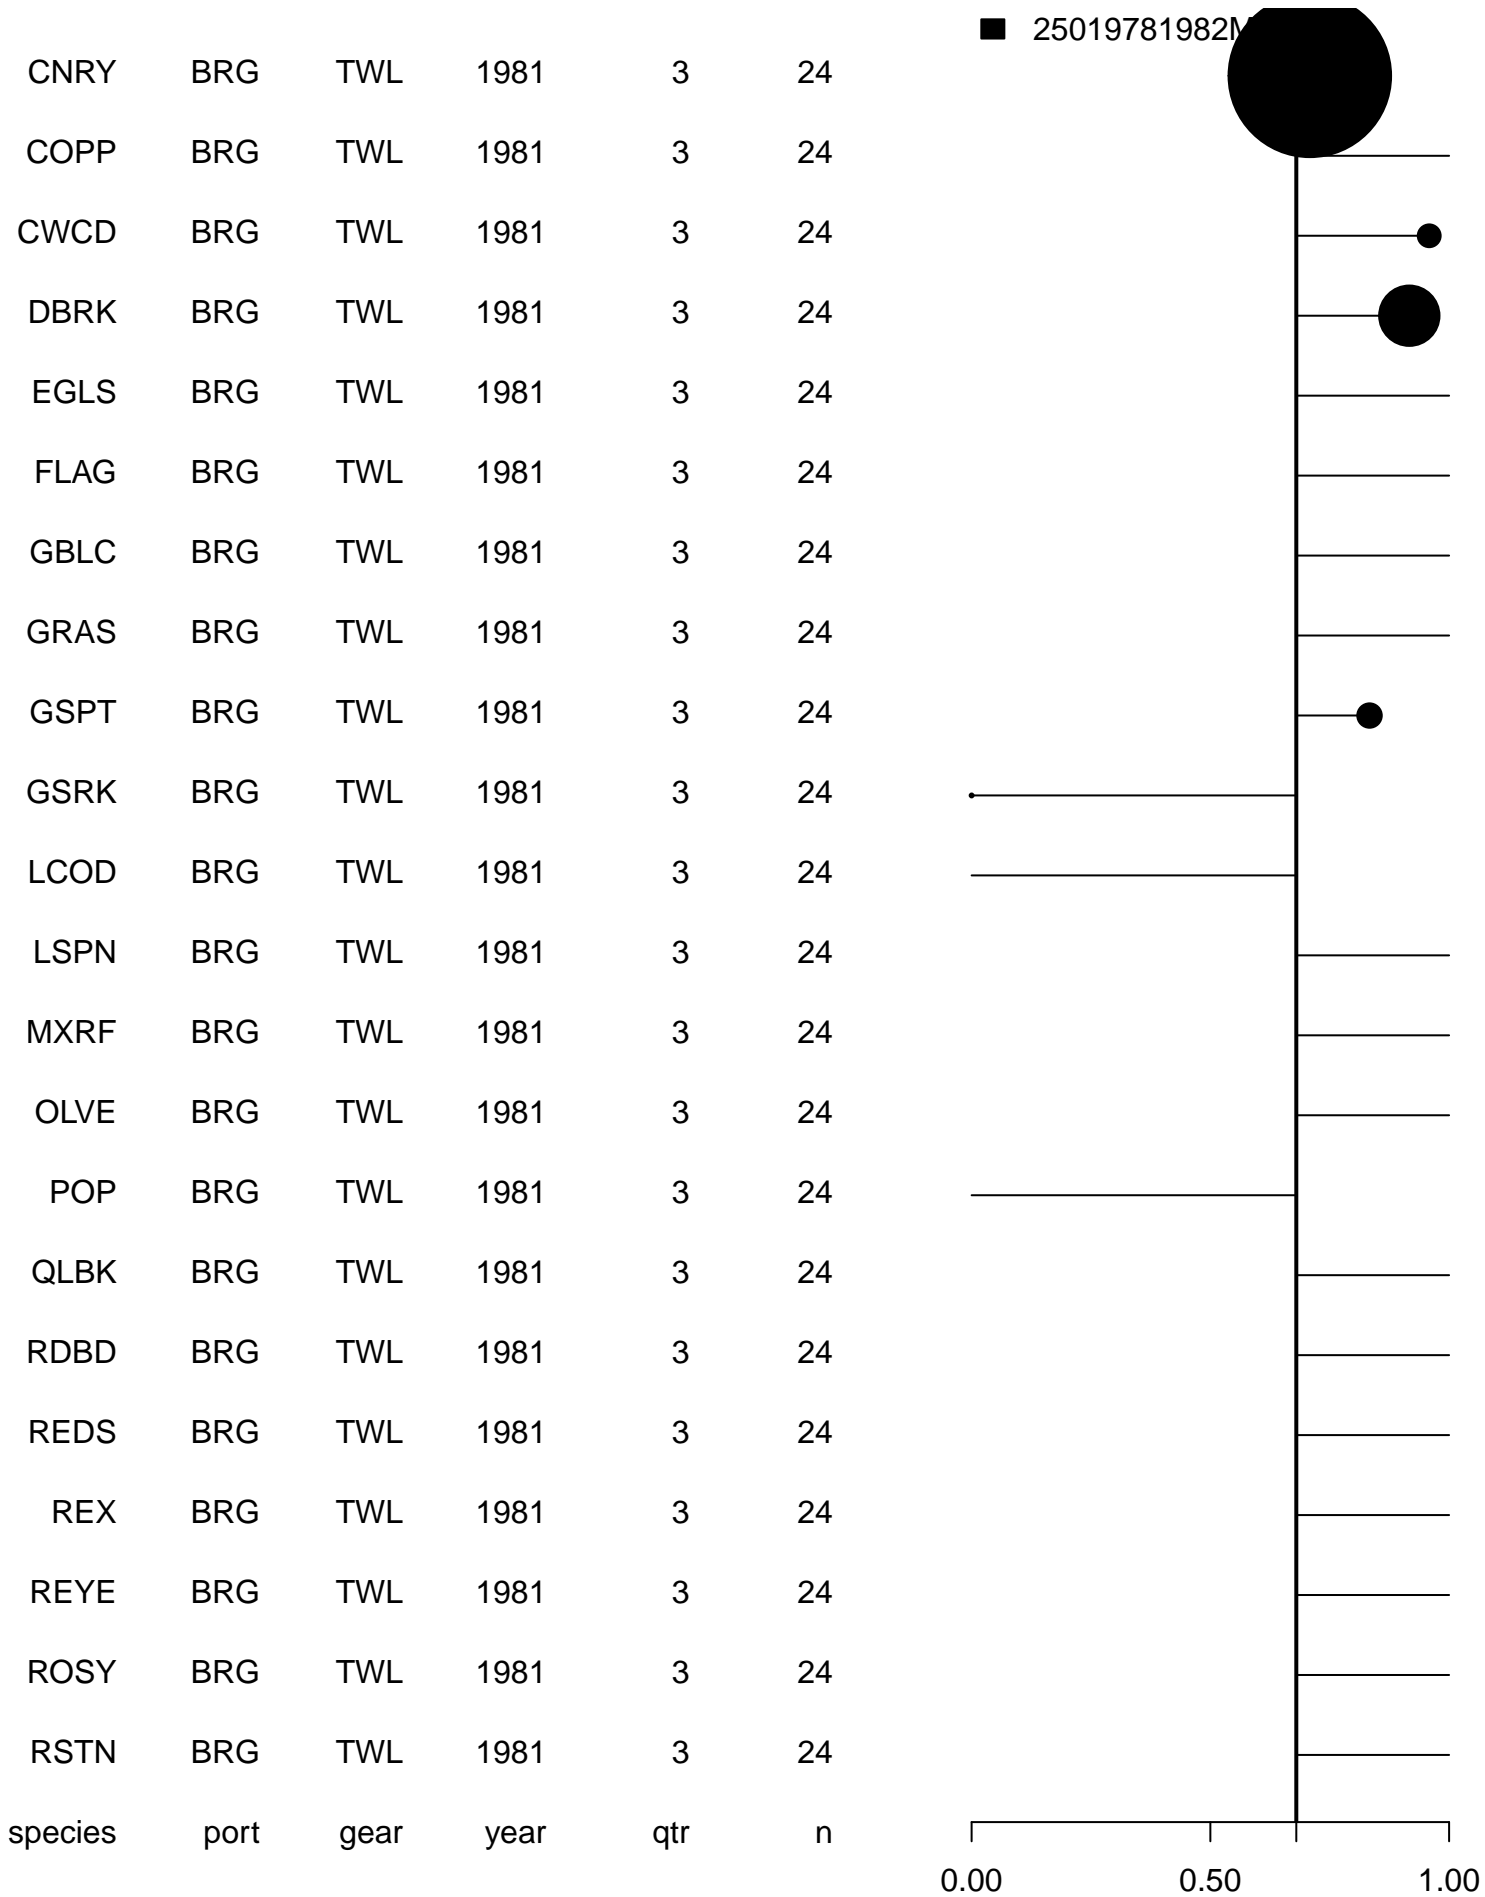 25019781982
CNRY BRG TWL 1981 3 24
COPP BRG TWL 1981 3 24
CWCD BRG TWL 1981 3 24
DBRK BRG TWL 1981 3 24
EGLS BRG TWL 1981 3 24
FLAG BRG TWL 1981 3 24
GBLC BRG TWL 1981 3 24
GRAS BRG TWL 1981 3 24
GSPT BRG TWL 1981 3 24
GSRK BRG TWL 1981 3 24
LCOD BRG TWL 1981 3 24
LSPN BRG TWL 1981 3 24
MXRF BRG TWL 1981 3 24
OLVE BRG TWL 1981 3 24
POP BRG TWL 1981 3 24
QLBK BRG TWL 1981 3 24
RDBD BRG TWL 1981 3 24
REDS BRG TWL 1981 3 24
REX BRG TWL 1981 3 24
REYE BRG TWL 1981 3 24
ROSY BRG TWL 1981 3 24
RSTN BRG TWL 1981 3 24
species port gear year qtr n
0.00 0.50 1.00